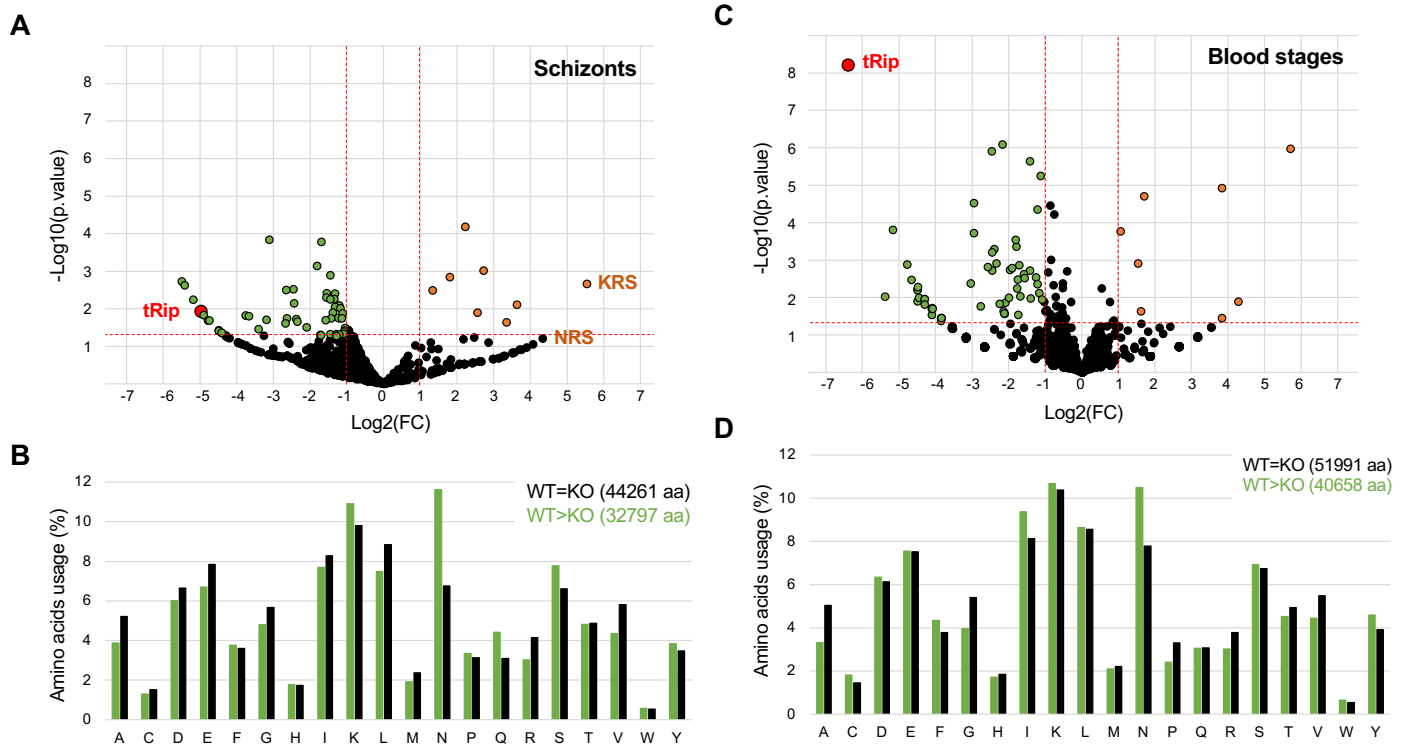 A
Schizonts
-Log10(p.value)
8
7
6
5
4
3
2
1
tRip
KRS
NRS
-7 -6 -5 -4 -3 -2 -1 0 1 2 3 4 5 6 7
Log2(FC)
B
Amino acids usage (%)
12
10
8
6
4
2
0
WT=KO (44261 aa)
WT>KO (32797 aa)
A C D E F G H I K L M N P Q R S T V W Y
C
Blood stages
-Log10(p.value)
8
7
6
5
4
3
2
1
tRip
-7 -6 -5 -4 -3 -2 -1 0 1 2 3 4 5 6 7
Log2(FC)
D
Amino acids usage (%)
12
10
8
6
4
2
0
WT=KO (51991 aa)
WT>KO (40658 aa)
A C D E F G H I K L M N P Q R S T V W Y